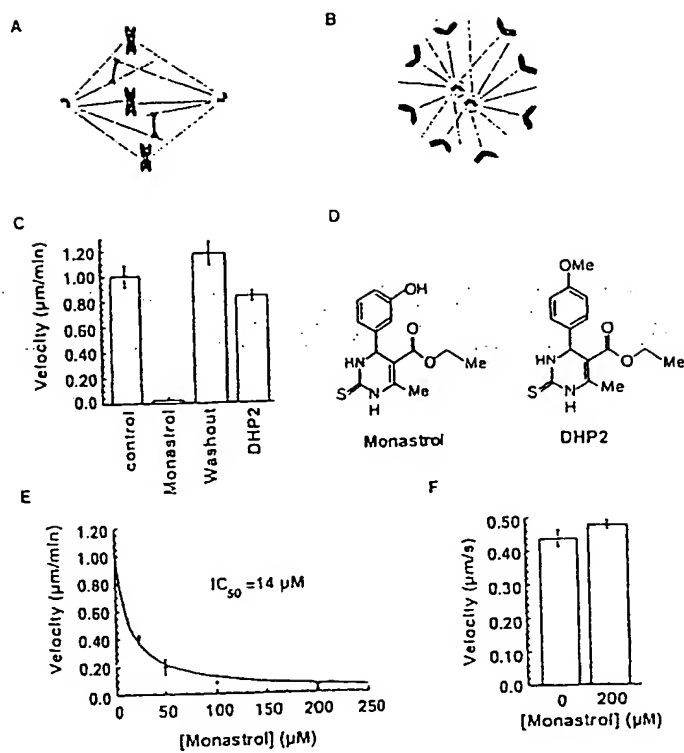 A
B
C
Velocity (µm/min)
1.20
1.00
0.80
0.60
0.40
0.20
0.0
control
Monastrol
Washout
DHP2
D
OH
O
O
Me
HN
S
N
H
Me
Monastrol
OMe
O
O
Me
HN
S
N
H
Me
DHP2
E
Velocity (µm/min)
1.20
1.00
0.80
0.60
0.40
0.20
0.0
IC50 =14 µM
0 50 100 150 200 250
[Monastrol] (µM)
F
Velocity (µm/s)
0.50
0.40
0.30
0.20
0.10
0.0
0 200
[Monastrol] (µM)